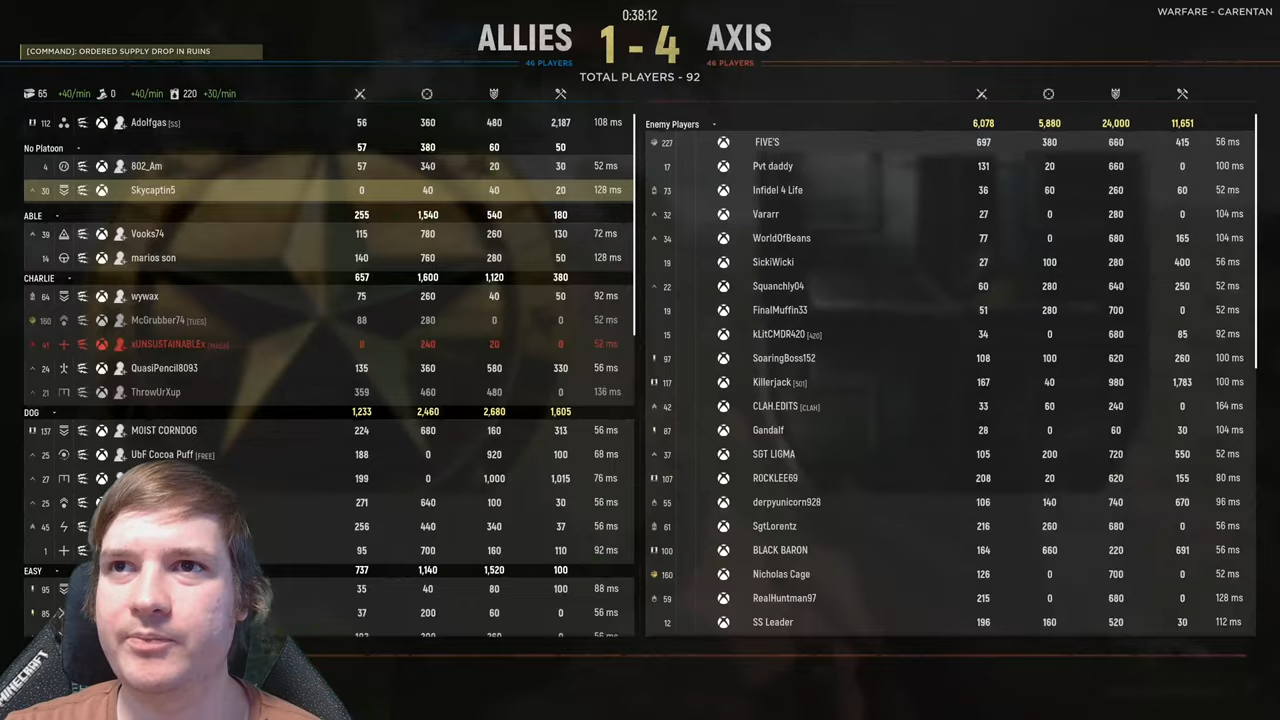 0:38:12
WARFARE - CARENTAN
ALLIES 1 - 4 AXIS
[COMMAND]: ORDERED SUPPLY DROP IN RUINS
46 PLAYERS 46 PLAYERS
TOTAL PLAYERS - 92
65 +40/min 0 +40/min 220 +30/min
112 Adolfgas [SS] 56 360 480 2,187 108 ms
No Platoon 57 380 60 50
4 802_Am 57 340 20 30 52 ms
30 Skycaptin5 0 40 40 20 128 ms
ABLE 255 1,540 540 180
39 Vooks74 115 780 260 130 72 ms
14 marios son 140 760 280 50 128 ms
CHARLIE 657 1,600 1,120 380
64 wywax 75 260 40 50 92 ms
160 McGrubber74 [TUES] 88 280 0 0 52 ms
41 xUNSUSTAINABLEx 0 240 20 0 52 ms
24 QuasiPencil8093 135 360 580 330 56 ms
21 ThrowUrXup 359 460 480 0 136 ms
DOG 1,233 2,460 2,680 1,605
137 MOIST CORNDOG 224 680 160 313 56 ms
25 UbF Cocoa Puff [FREE] 188 0 920 100 68 ms
27 199 0 1,000 1,015 76 ms
25 271 640 100 30 56 ms
45 256 440 340 37 56 ms
1 95 700 160 110 92 ms
EASY 737 1,140 1,520 100
95 35 40 80 100 88 ms
85 37 200 60 0 56 ms
Enemy Players 6,078 5,880 24,000 11,651
227 FIVE'S 697 380 660 415 56 ms
17 Pvt daddy 131 20 660 0 100 ms
73 Infidel 4 Life 36 60 260 60 52 ms
32 Vararr 27 0 280 0 104 ms
34 WorldOfBeans 77 0 680 165 104 ms
19 SickiWicki 27 100 280 400 56 ms
22 Squanchly04 60 280 640 250 52 ms
19 FinalMuffin33 51 280 700 0 52 ms
15 kLitCMDR420 [420] 34 0 680 85 92 ms
97 SoaringBoss152 108 100 620 260 100 ms
117 Killerjack [501] 167 40 980 1,783 100 ms
42 CLAH.EDITS [CLAH] 33 60 240 0 164 ms
87 Gandalf 28 0 60 30 104 ms
37 SGT LIGMA 105 200 720 550 52 ms
107 ROCKLEE69 208 20 620 155 80 ms
55 derpyunicorn928 106 140 740 670 96 ms
61 SgtLorentz 216 260 680 0 56 ms
100 BLACK BARON 164 660 220 691 56 ms
160 Nicholas Cage 126 0 700 0 52 ms
59 RealHuntman97 215 0 680 0 128 ms
12 SS Leader 196 160 520 30 112 ms
MINECRAFT